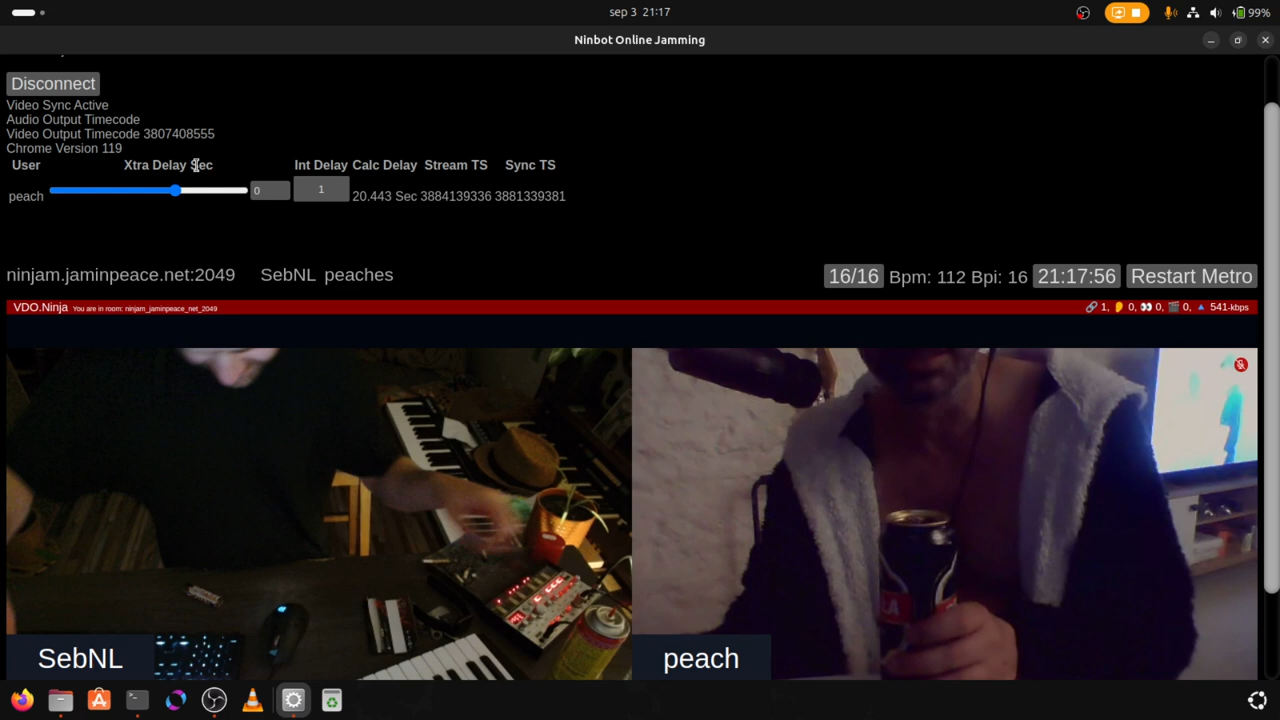 sep 3 21:17
99%
Ninbot Online Jamming
Disconnect
Video Sync Active
Audio Output Timecode
Video Output Timecode 3807408555
Chrome Version 119
User Xtra Delay Sec Int Delay Calc Delay Stream TS Sync TS
peach 0 1 20.443 Sec 3884139336 3881339381
ninjam.jaminpeace.net:2049 SebNL peaches 16/16 Bpm: 112 Bpi: 16 21:17:56 Restart Metro
VDO.Ninja You are in room: ninjam_jaminpeace_net_2049 1, 0, 0, 0, 541-kbps
LA
SebNL peach